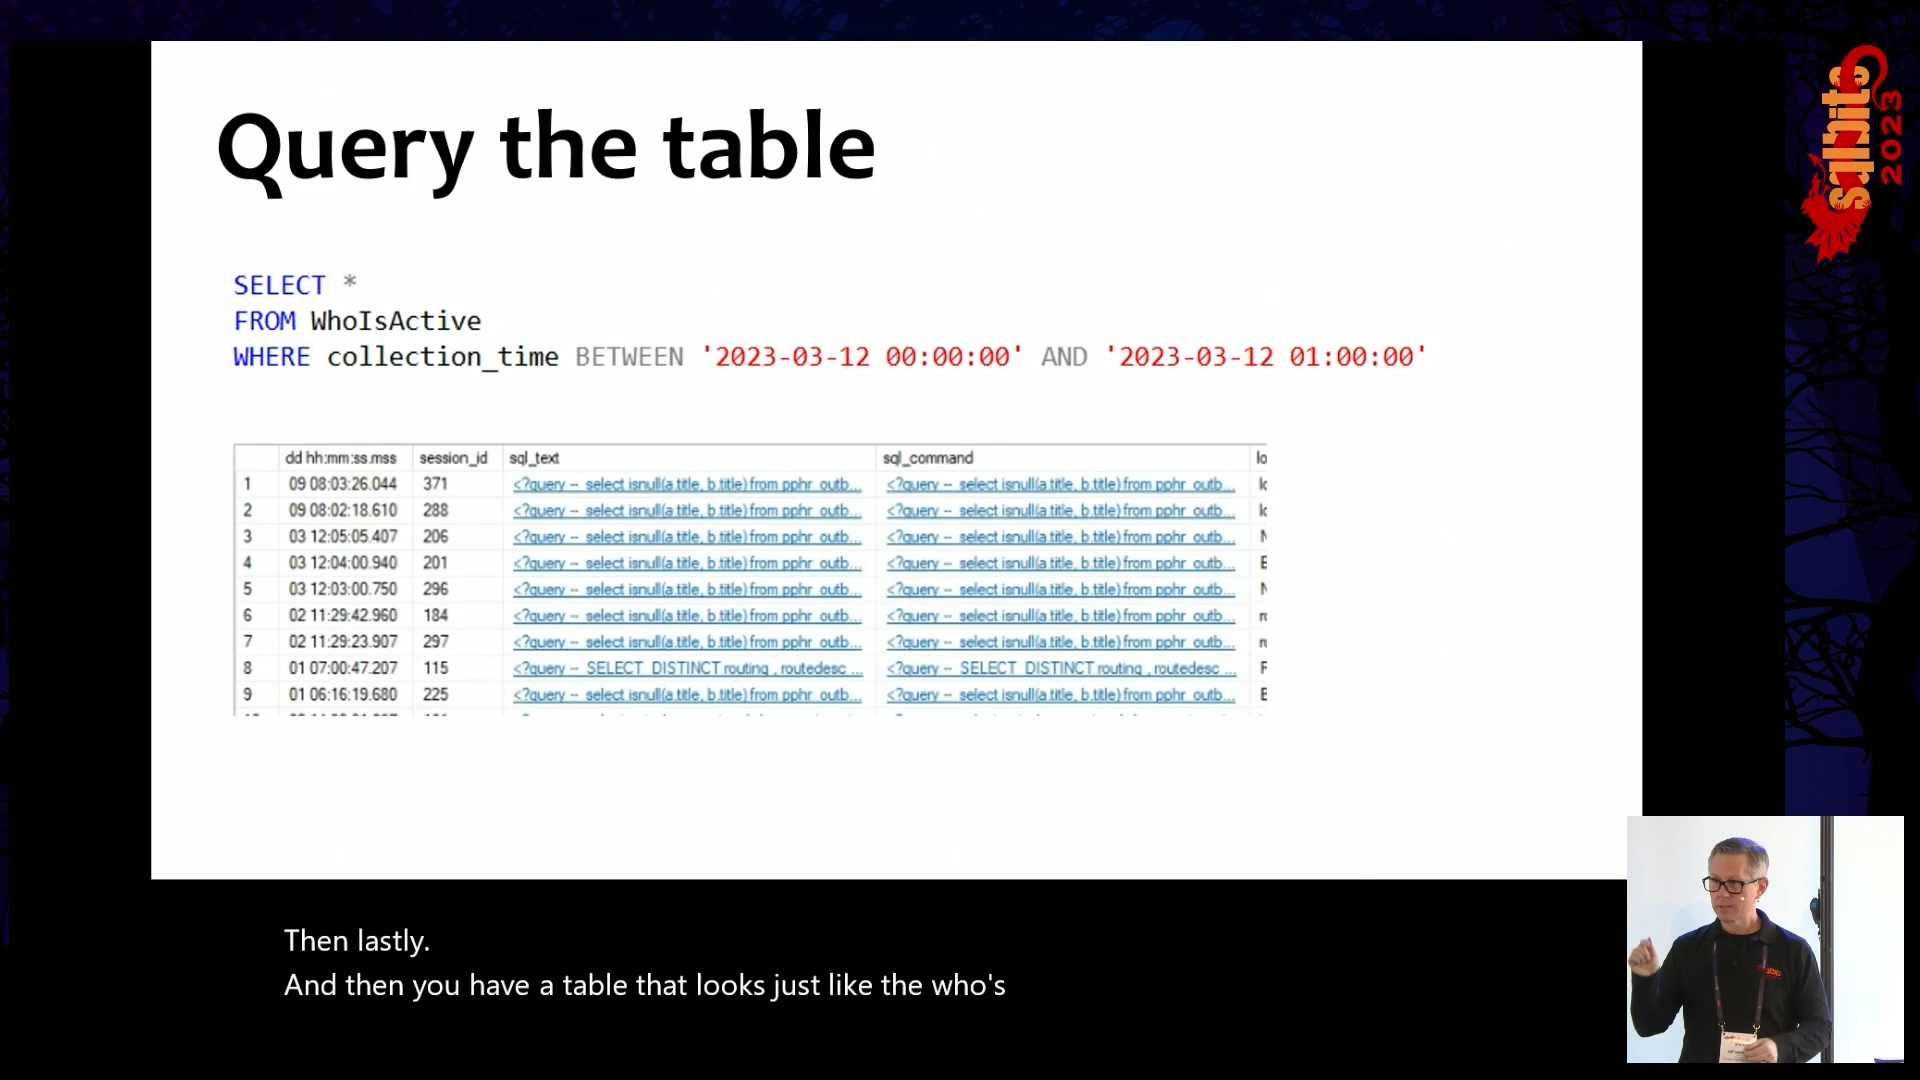 Query the table
SELECT *
FROM WhoIsActive
WHERE collection_time BETWEEN '2023-03-12 00:00:00' AND '2023-03-12 01:00:00'
dd hh:mm:ss.mss session_id sql_text sql_command lo
1 09 08:03:26.044 371 <?query -- select isnull(a.title, b.title) from pphr_outb... <?query -- select isnull(a.title, b.title) from pphr_outb...
2 09 08:02:18.610 288 <?query -- select isnull(a.title, b.title) from pphr_outb... <?query -- select isnull(a.title, b.title) from pphr_outb...
3 03 12:05:05.407 206 <?query -- select isnull(a.title, b.title) from pphr_outb... <?query -- select isnull(a.title, b.title) from pphr_outb...
4 03 12:04:00.940 201 <?query -- select isnull(a.title, b.title) from pphr_outb... <?query -- select isnull(a.title, b.title) from pphr_outb...
5 03 12:03:00.750 296 <?query -- select isnull(a.title, b.title) from pphr_outb... <?query -- select isnull(a.title, b.title) from pphr_outb...
6 02 11:29:42.960 184 <?query -- select isnull(a.title, b.title) from pphr_outb... <?query -- select isnull(a.title, b.title) from pphr_outb...
7 02 11:29:23.907 297 <?query -- select isnull(a.title, b.title) from pphr_outb... <?query -- select isnull(a.title, b.title) from pphr_outb...
8 01 07:00:47.207 115 <?query -- SELECT DISTINCT routing , routedesc ... <?query -- SELECT DISTINCT routing , routedesc ...
9 01 06:16:19.680 225 <?query -- select isnull(a.title, b.title) from pphr_outb... <?query -- select isnull(a.title, b.title) from pphr_outb...
Then lastly.
And then you have a table that looks just like the who's
sqlbits
2023